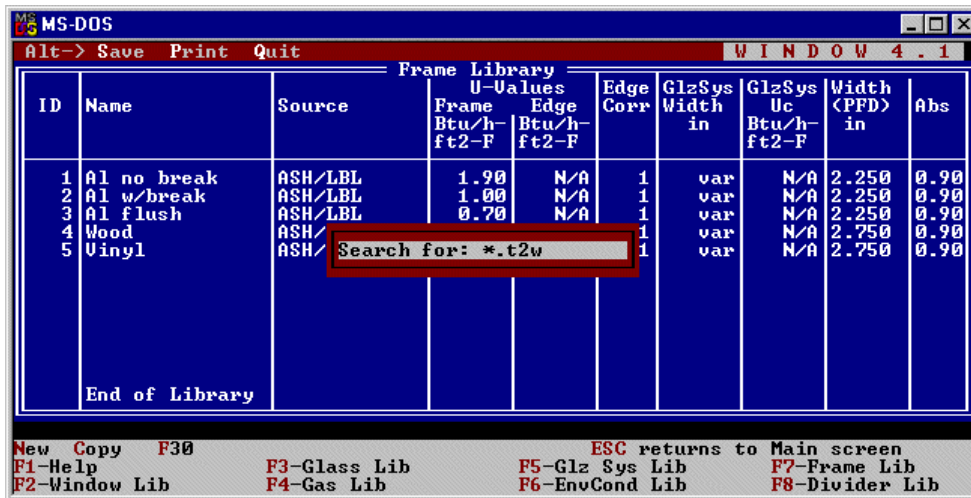 MS-DOS
Alt-> Save Print Quit WINDOW 4.1
Frame Library
U-Values Edge GlzSys GlzSys Width
ID Name Source Frame Edge Corr Width Uc (PFD) Abs
Btu/h- Btu/h- in Btu/h- in
ft2-F ft2-F ft2-F
1 Al no break ASH/LBL 1.90 N/A 1 var N/A 2.250 0.90
2 Al w/break ASH/LBL 1.00 N/A 1 var N/A 2.250 0.90
3 Al flush ASH/LBL 0.70 N/A 1 var N/A 2.250 0.90
4 Wood ASH/ 1 var N/A 2.750 0.90
5 Vinyl ASH/ Search for: *.t2w 1 var N/A 2.750 0.90
End of Library
New Copy F30 ESC returns to Main screen
F1-Help F3-Glass Lib F5-Glz Sys Lib F7-Frame Lib
F2-Window Lib F4-Gas Lib F6-EnvCond Lib F8-Divider Lib